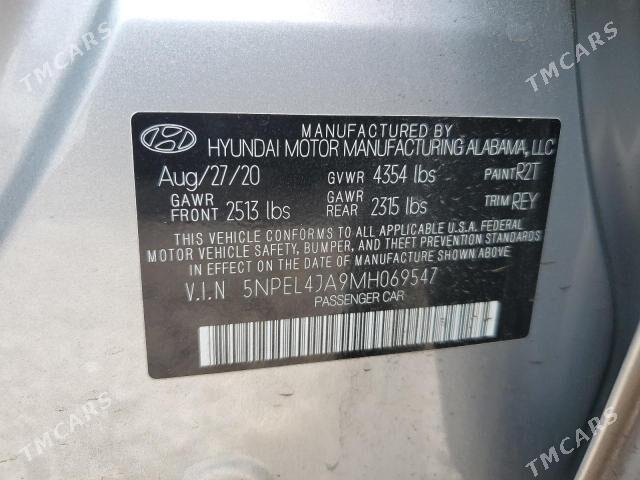 TMCARS
TMCARS
MANUFACTURED BY
HYUNDAI MOTOR MANUFACTURING ALABAMA, LLC
Aug/27/20 GVWR 4354 lbs PAINT R2T
GAWR FRONT 2513 lbs GAWR REAR 2315 lbs TRIM REY
THIS VEHICLE CONFORMS TO ALL APPLICABLE U.S.A. FEDERAL
MOTOR VEHICLE SAFETY, BUMPER, AND THEFT PREVENTION STANDARDS
IN EFFECT ON THE DATE OF MANUFACTURE SHOWN ABOVE
V.I.N 5NPEL4JA9MH069547
PASSENGER CAR
TMCARS
TMCARS
TMCARS